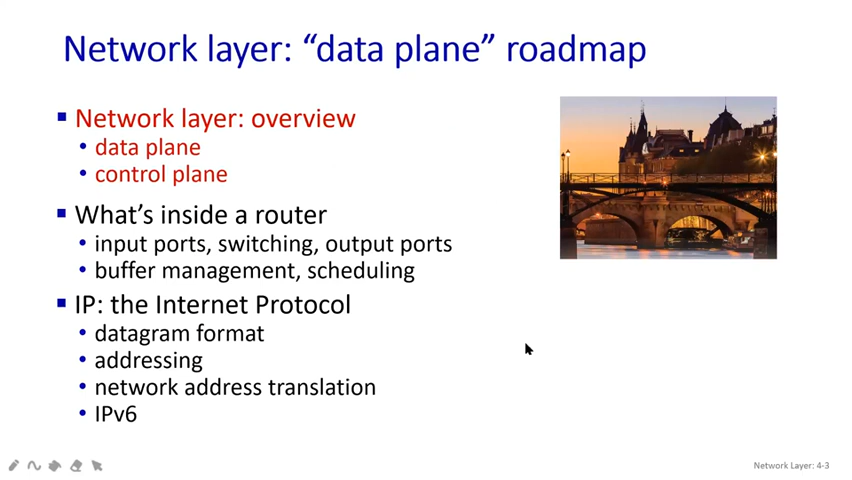 Network layer: “data plane” roadmap
Network layer: overview
data plane
control plane
What’s inside a router
input ports, switching, output ports
buffer management, scheduling
IP: the Internet Protocol
datagram format
addressing
network address translation
IPv6
Network Layer: 4-3